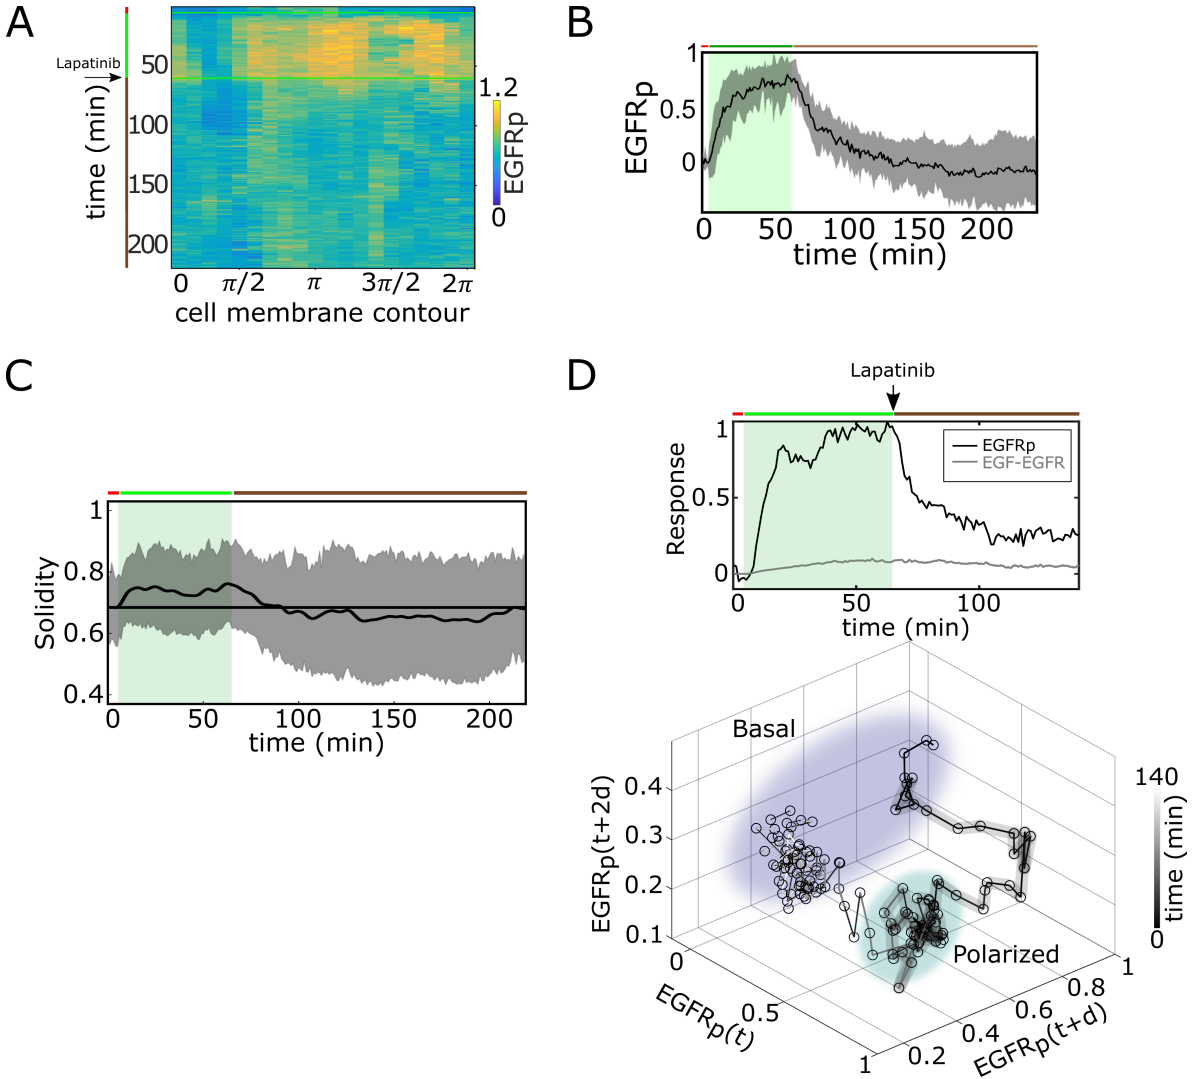 A
Lapatinib
time (min)
50
100
150
200
0
π/2
π
3π/2
2π
cell membrane contour
1.2
EGFRp
0
B
EGFRp
1
0.5
0
0
50
100
150
200
time (min)
C
Solidity
1
0.8
0.6
0.4
0
50
100
150
200
time (min)
D
Lapatinib
Response
1
0.5
0
EGFRp
EGF-EGFR
0
50
100
time (min)
Basal
Polarized
EGFRp(t+2d)
0.4
0.3
0.2
0.1
0
0.5
1
EGFRp(t)
0.2
0.4
0.6
0.8
1
EGFRp(t+d)
140
time (min)
0